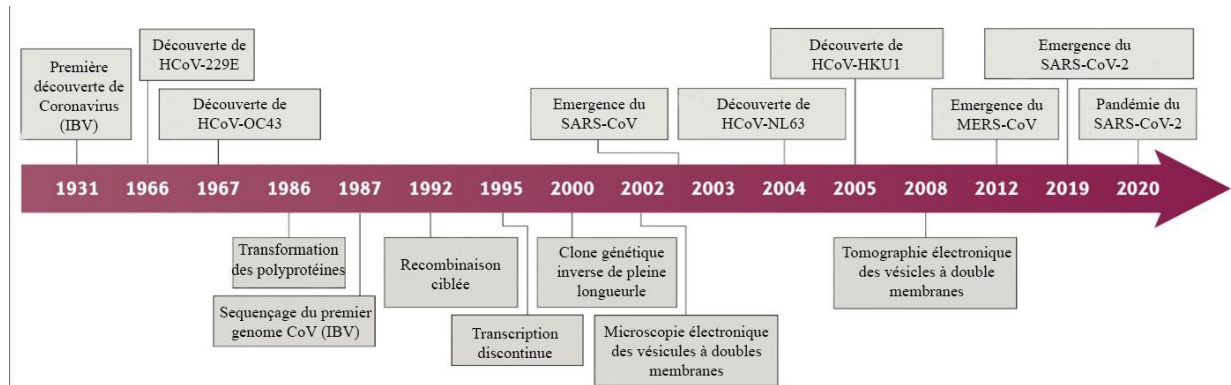 Première
découverte de
Coronavirus
(IBV)
Découverte de
HCoV-229E
Découverte de
HCoV-OC43
Emergence du
SARS-CoV
Découverte de
HCoV-NL63
Découverte de
HCoV-HKU1
Emergence du
MERS-CoV
Emergence du
SARS-CoV-2
Pandémie du
SARS-CoV-2
1931 1966 1967 1986 1987 1992 1995 2000 2002 2003 2004 2005 2008 2012 2019 2020
Transformation
des polyprotéines
Sequençage du premier
genome CoV (IBV)
Recombinaison
ciblée
Transcription
discontinue
Clone génétique
inverse de pleine
longueurle
Microscopie électronique
des vésicules à doubles
membranes
Tomographie électronique
des vésicles à double
membranes